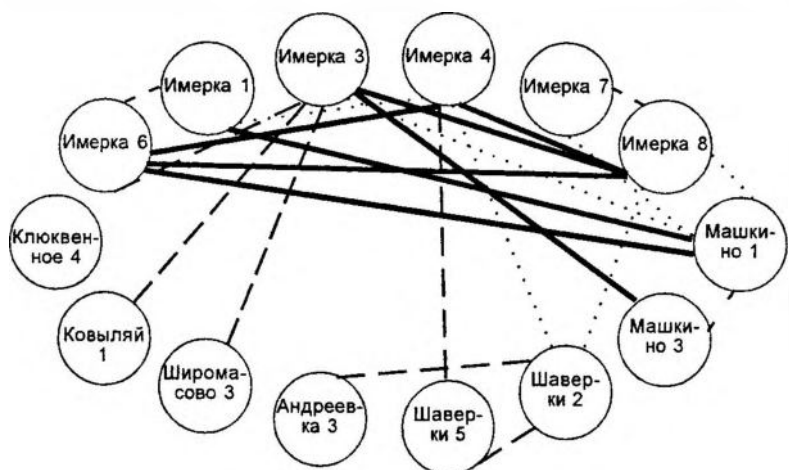 Имерка 3
Имерка 4
Имерка 1
Имерка 7
Имерка 6
Имерка 8
Клюквен-
ное 4
Машки-
но 1
Ковыляй
1
Машки-
но 3
Широма-
сово 3
Андреев-
ка 3
Шавер-
ки 5
Шавер-
ки 2